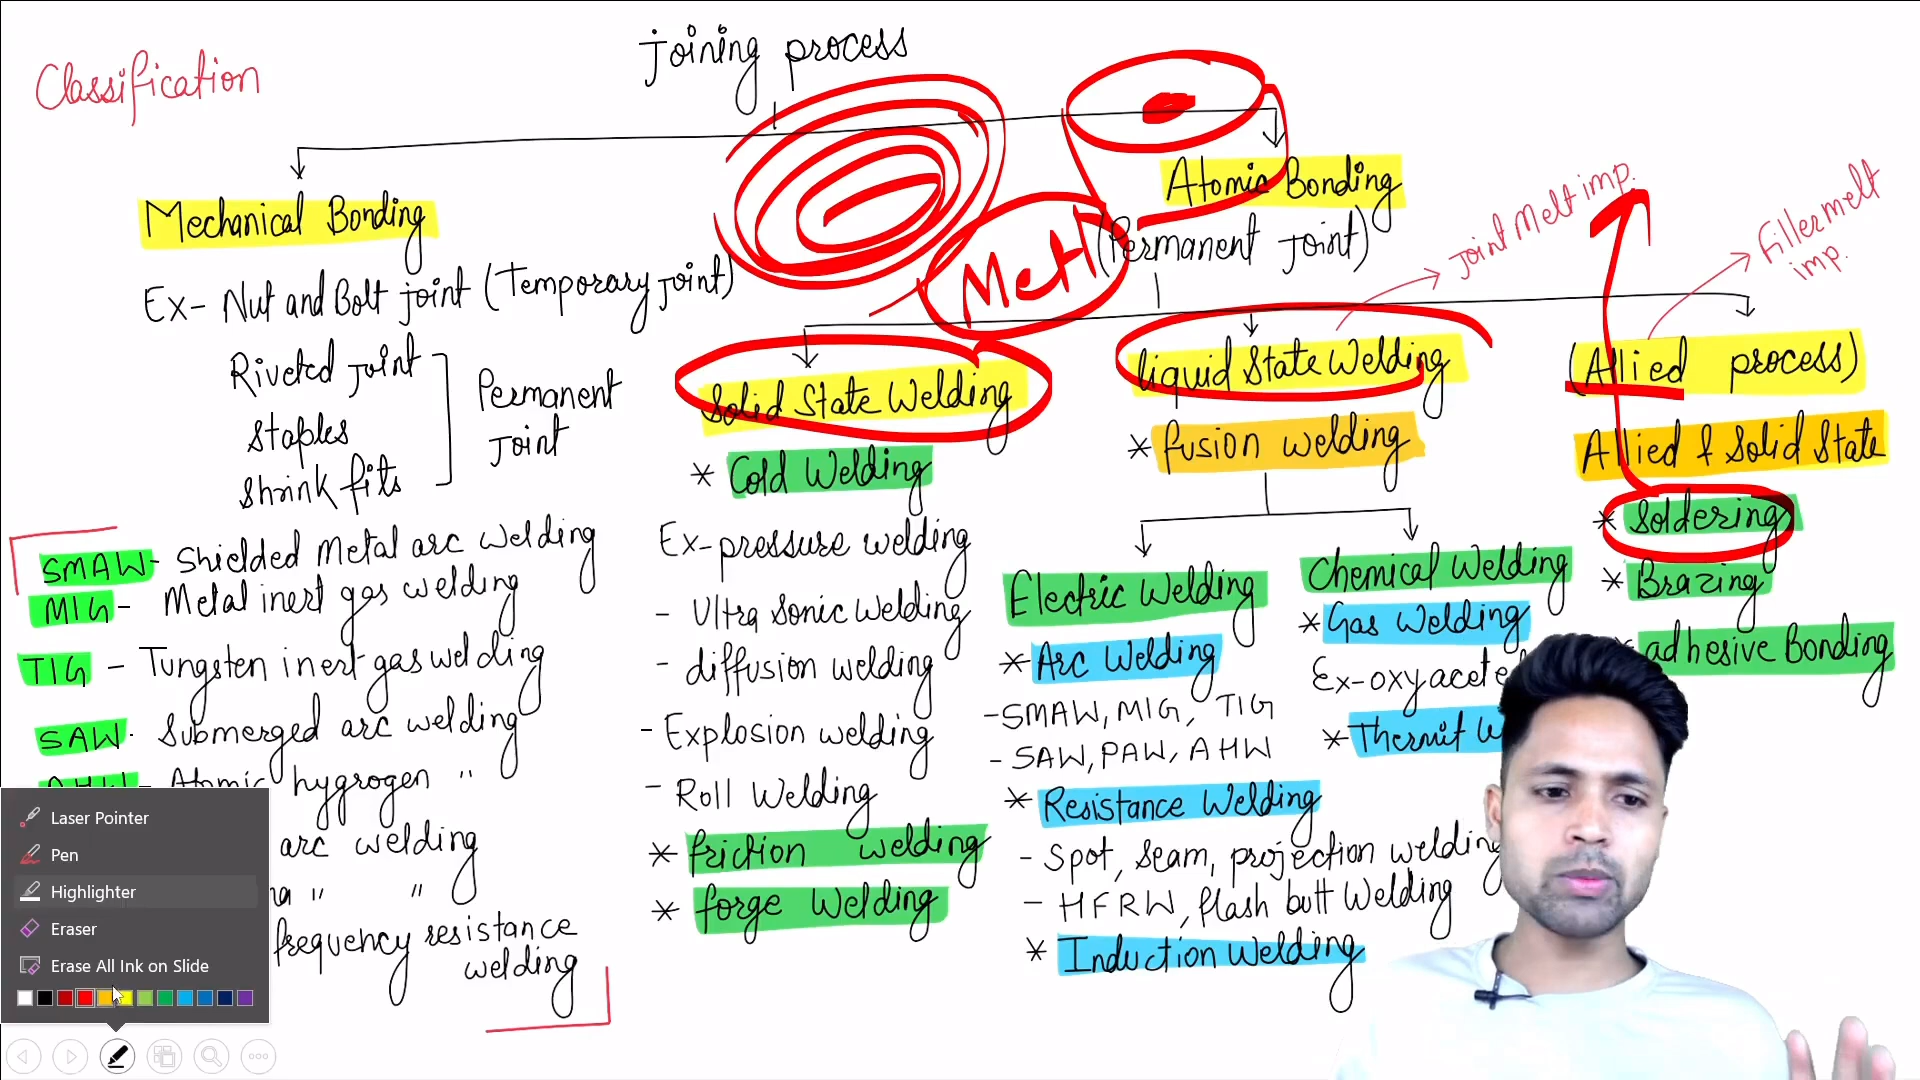 Classification
Joining process
Mechanical Bonding
Ex- Nut and Bolt joint (Temporary joint)
Riveted joint
Staples
Shrink fits
Permanent
Joint
SMAW - Shielded Metal arc Welding
MIG - Metal inert gas welding
TIG - Tungsten inert gas welding
SAW - Submerged arc welding
AHW - Atomic hygrogen "
arc welding
" "
frequency resistance
welding
Metl
Atomic Bonding
(Permanent Joint)
Solid State Welding
* Cold Welding
Ex-pressure welding
- Ultra Sonic Welding
- diffusion welding
- Explosion welding
- Roll Welding
* friction welding
* forge Welding
Joint Melt imp.
liquid State Welding
* fusion welding
Electric Welding
* Arc Welding
- SMAW, MIG, TIG
- SAW, PAW, AHW
* Resistance Welding
- Spot, Seam, projection welding
- HFRW, flash butt Welding
* Induction Welding
Chemical Welding
* Gas Welding
Ex-oxyacete
* Thermit W
Filler melt
imp.
(Allied process)
Allied & Solid State
* Soldering
* Brazing
* adhesive Bonding
Laser Pointer
Pen
Highlighter
Eraser
Erase All Ink on Slide